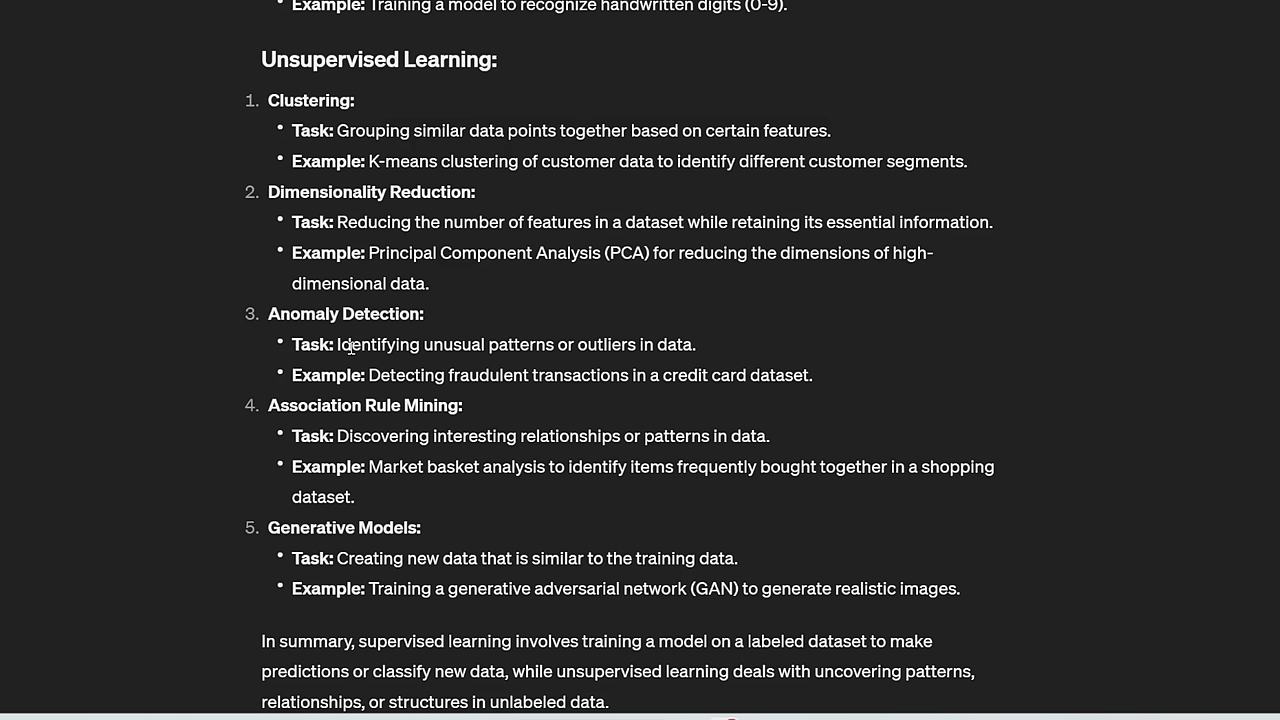 Example: Training a model to recognize handwritten digits (0-9).
Unsupervised Learning:
1. Clustering:
• Task: Grouping similar data points together based on certain features.
• Example: K-means clustering of customer data to identify different customer segments.
2. Dimensionality Reduction:
• Task: Reducing the number of features in a dataset while retaining its essential information.
• Example: Principal Component Analysis (PCA) for reducing the dimensions of high-
dimensional data.
3. Anomaly Detection:
• Task: Identifying unusual patterns or outliers in data.
• Example: Detecting fraudulent transactions in a credit card dataset.
4. Association Rule Mining:
• Task: Discovering interesting relationships or patterns in data.
• Example: Market basket analysis to identify items frequently bought together in a shopping
dataset.
5. Generative Models:
• Task: Creating new data that is similar to the training data.
• Example: Training a generative adversarial network (GAN) to generate realistic images.
In summary, supervised learning involves training a model on a labeled dataset to make
predictions or classify new data, while unsupervised learning deals with uncovering patterns,
relationships, or structures in unlabeled data.